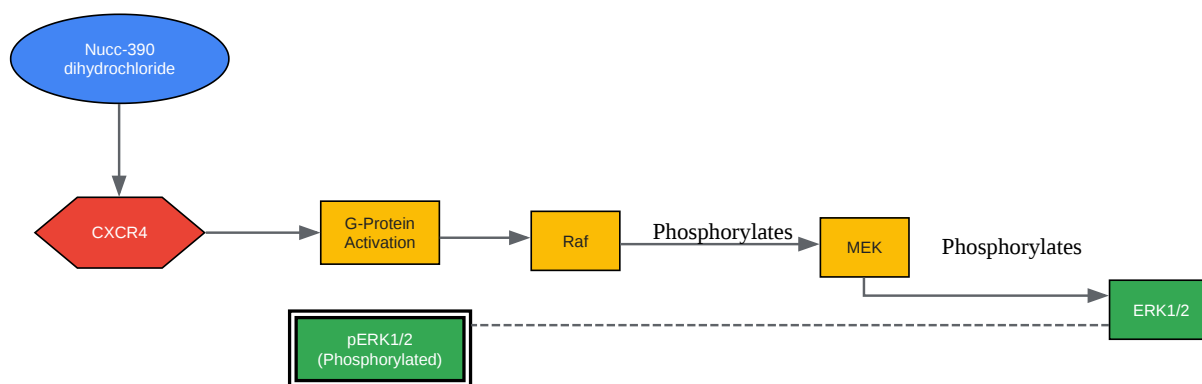 Nucc-390
dihydrochloride
CXCR4
G-Protein
Activation
Raf
Phosphorylates
MEK
Phosphorylates
ERK1/2
pERK1/2
(Phosphorylated)